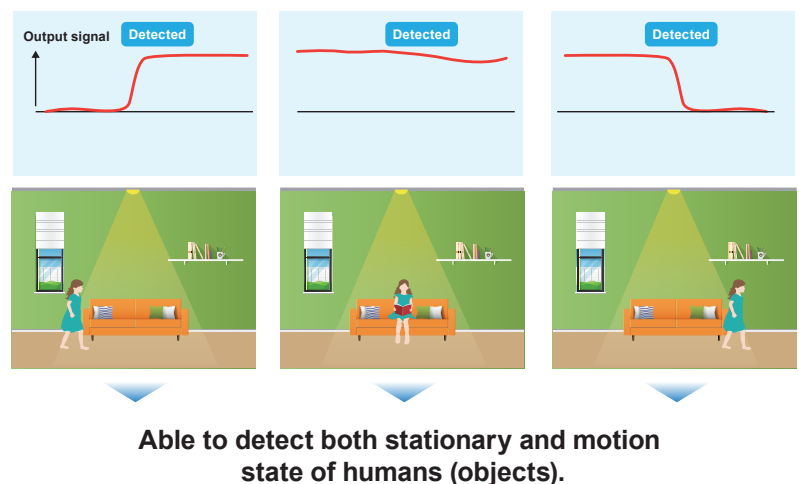 Output signal
Detected
Detected
Detected
Able to detect both stationary and motion
state of humans (objects).